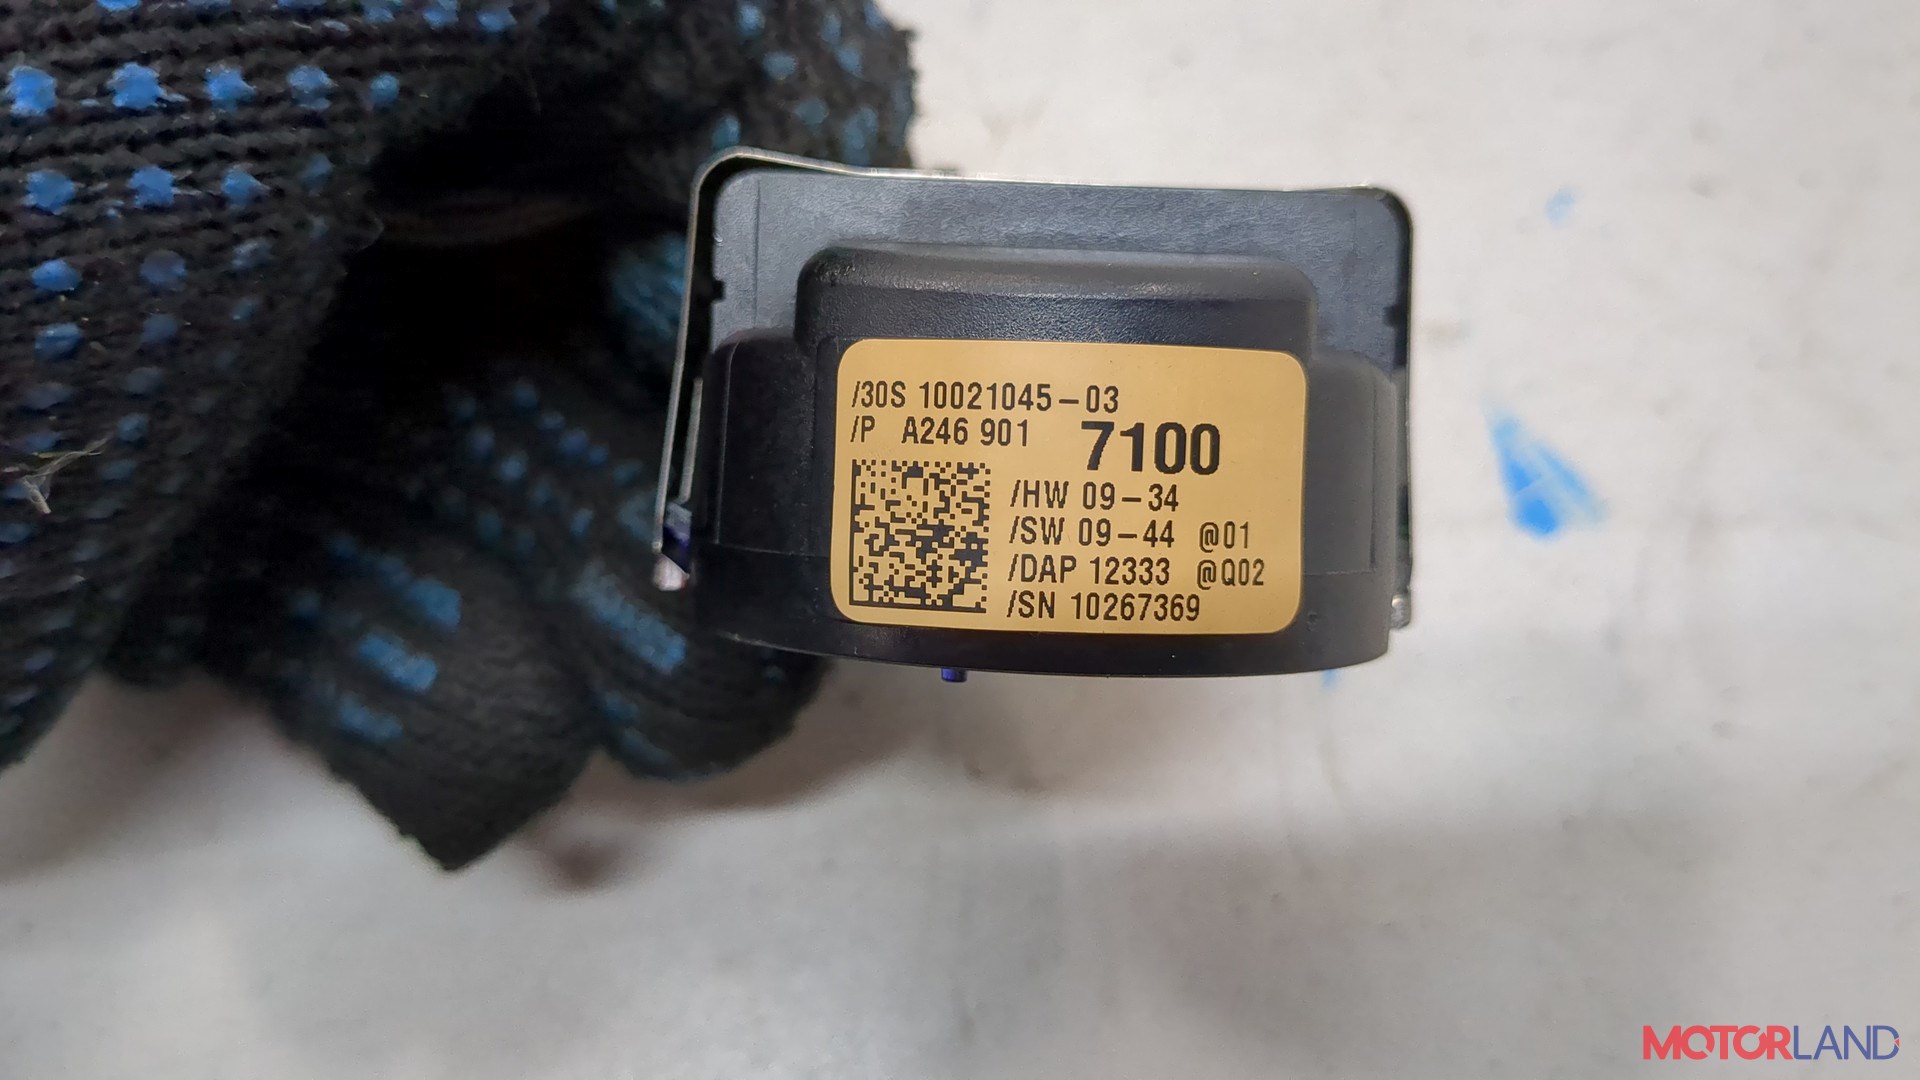 /30S 10021045-03
/P A246 901 7100
/HW 09-34
/SW 09-44 @01
/DAP 12333 @Q02
/SN 10267369
MOTORLAND